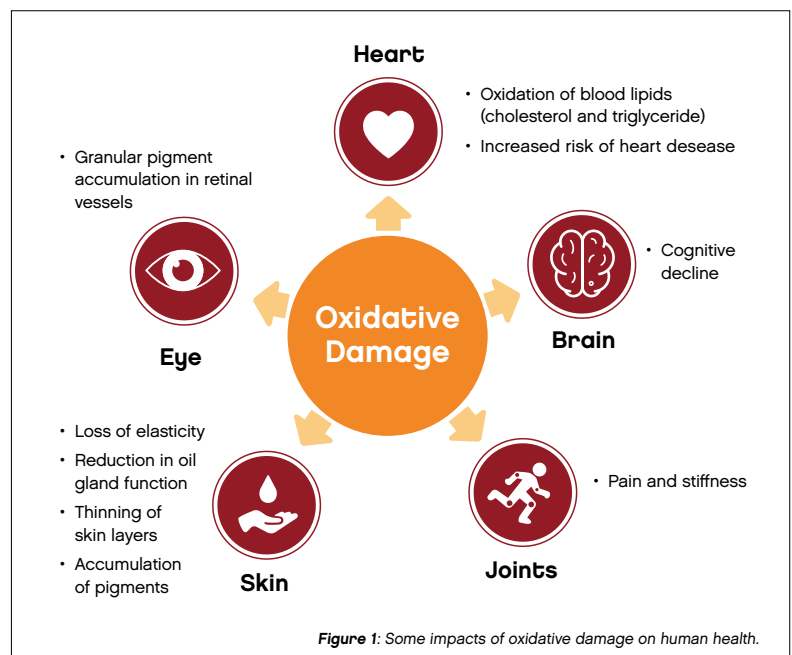 Heart
• Oxidation of blood lipids
(cholesterol and triglyceride)
• Increased risk of heart desease
• Granular pigment
accumulation in retinal
vessels
Eye
Oxidative
Damage
• Cognitive
decline
Brain
• Loss of elasticity
• Reduction in oil
gland function
• Thinning of
skin layers
• Accumulation
of pigments
Skin
• Pain and stiffness
Joints
Figure 1: Some impacts of oxidative damage on human health.